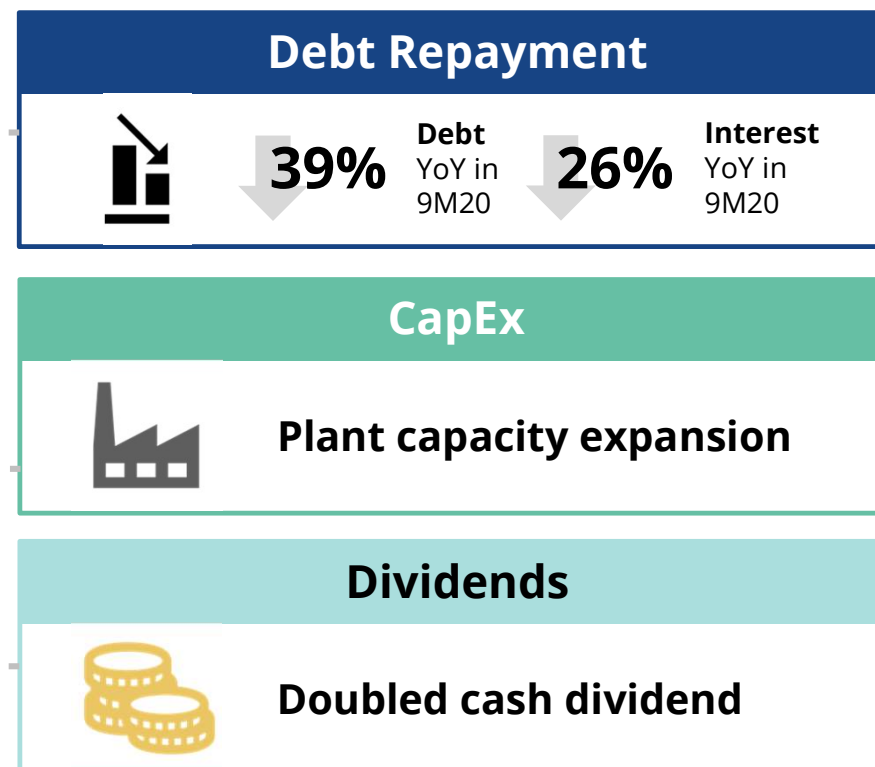 Debt Repayment
39%
Debt
YoY in
9M20
26%
Interest
YoY in
9M20
CapEx
Plant capacity expansion
Dividends
Doubled cash dividend